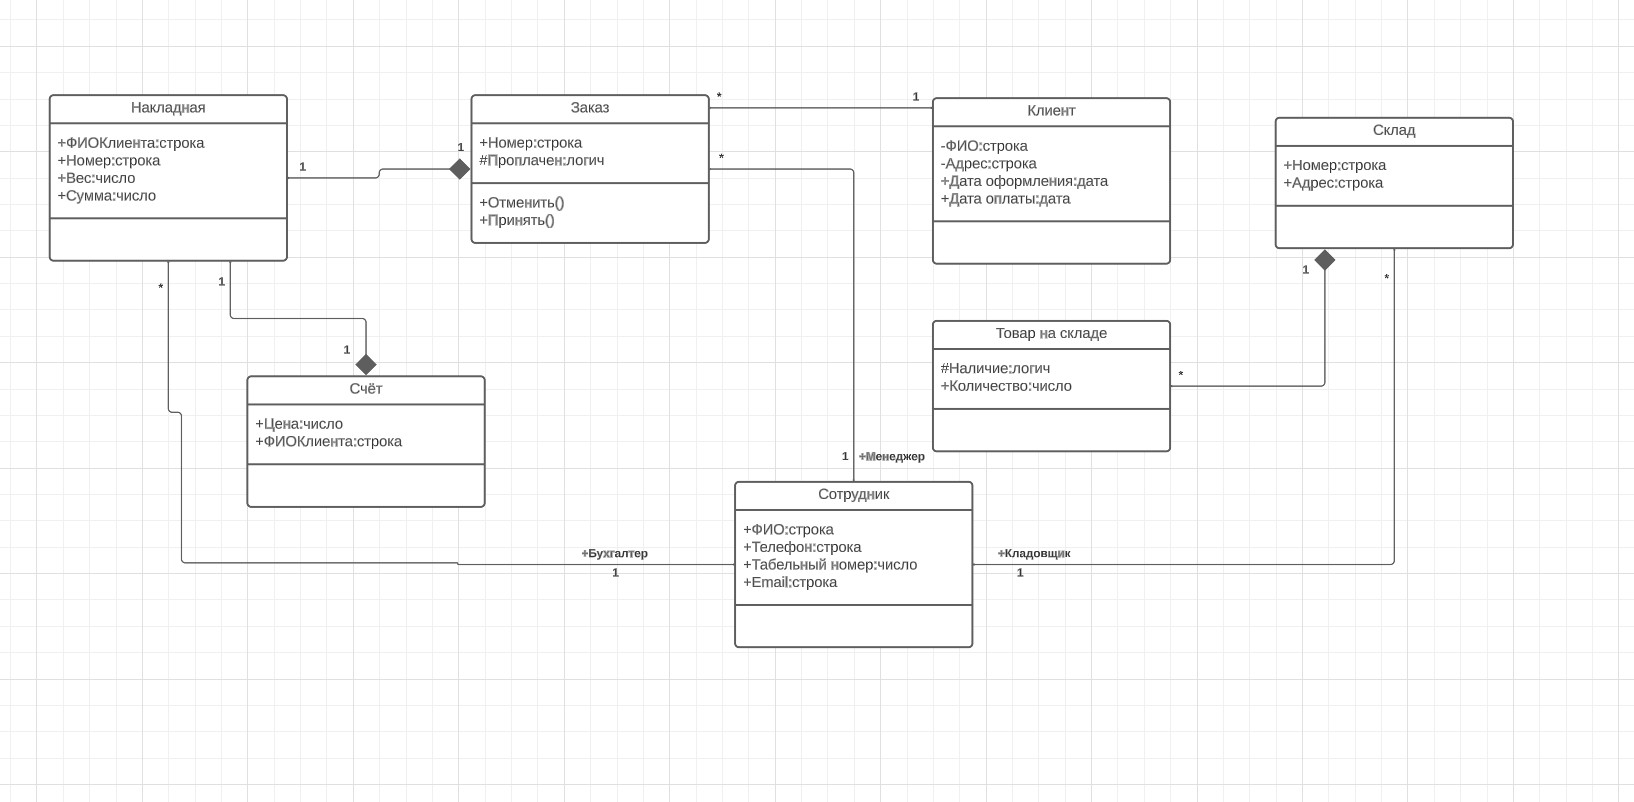 Накладная
+ФИОКлиента:строка
+Номер:строка
+Вес:число
+Сумма:число
1
1
Заказ
+Номер:строка
#Проплачен:логич
+Отменить()
+Принять()
*
1
*
Клиент
-ФИО:строка
-Адрес:строка
+Дата оформления:дата
+Дата оплаты:дата
Склад
+Номер:строка
+Адрес:строка
1
*
*
1
1
Счёт
+Цена:число
+ФИОКлиента:строка
Товар на складе
#Наличие:логич
+Количество:число
*
1 +Менеджер
Сотрудник
+ФИО:строка
+Телефон:строка
+Табельный номер:число
+Email:строка
+Бухгалтер
1
+Кладовщик
1